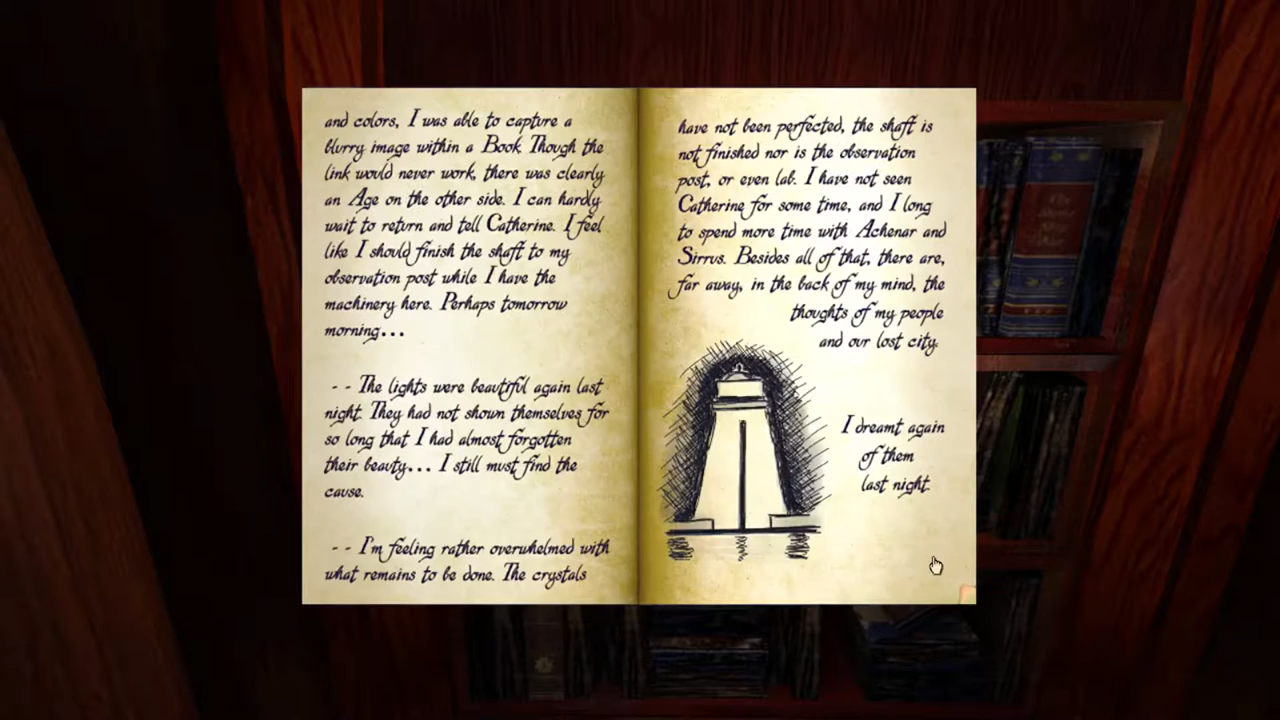 and colors, I was able to capture a
blurry image within a Book. Though the
link would never work, there was clearly
an Age on the other side. I can hardly
wait to return and tell Catherine. I feel
like I should finish the shaft to my
observation post while I have the
machinery here. Perhaps tomorrow
morning...
-- The lights were beautiful again last
night. They had not shown themselves for
so long that I had almost forgotten
their beauty... I still must find the
cause.
-- I'm feeling rather overwhelmed with
what remains to be done. The crystals
have not been perfected, the shaft is
not finished nor is the observation
post, or even lab. I have not seen
Catherine for some time, and I long
to spend more time with Achenar and
Sirrus. Besides all of that, there are,
far away, in the back of my mind, the
thoughts of my people
and our lost city.
I dreamt again
of them
last night.